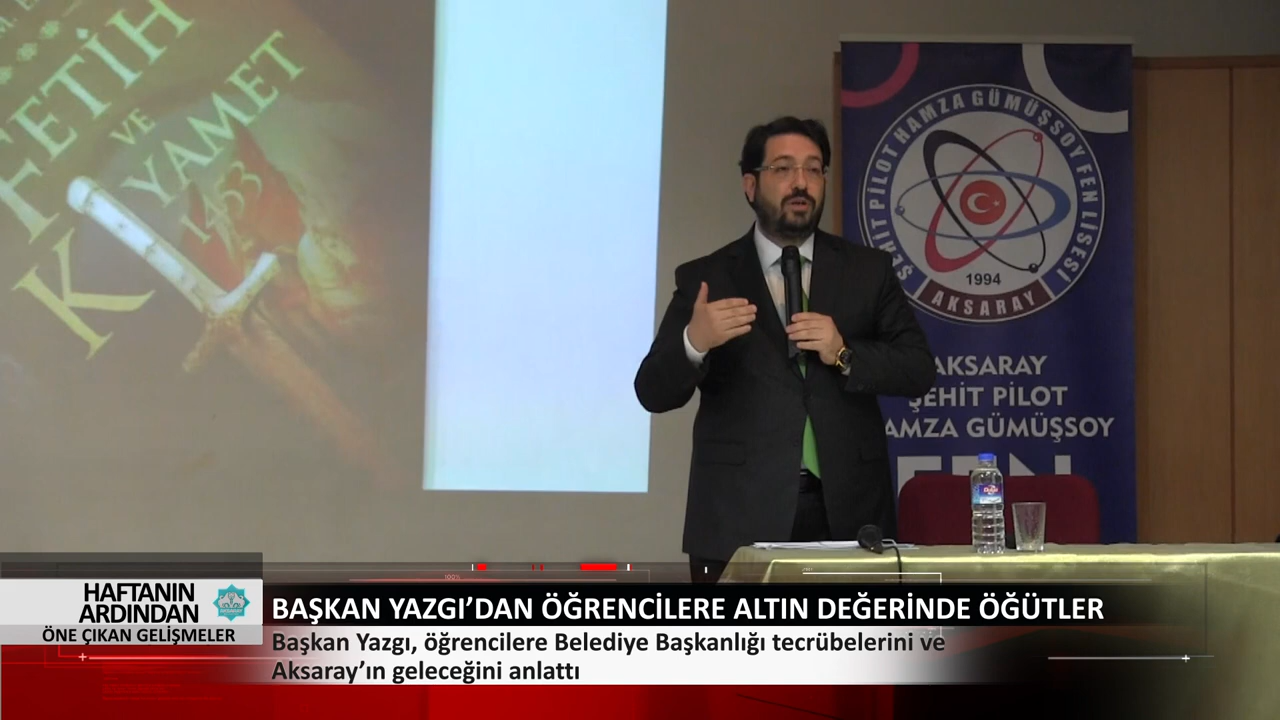 FETİH
VE
KIYAMET
1453
ŞEHİT PİLOT HAMZA GÜMÜŞSOY FEN LİSESİ
1994
AKSARAY
AKSARAY
ŞEHİT PİLOT
HAMZA GÜMÜŞSOY
FEN
HAFTANIN
ARDINDAN
ÖNE ÇIKAN GELİŞMELER
BAŞKAN YAZGI’DAN ÖĞRENCİLERE ALTIN DEĞERİNDE ÖĞÜTLER
Başkan Yazgı, öğrencilere Belediye Başkanlığı tecrübelerini ve
Aksaray’ın geleceğini anlattı